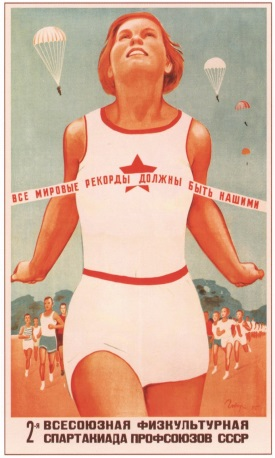 ВСЕ МИРОВЫЕ РЕКОРДЫ ДОЛЖНЫ БЫТЬ НАШИМИ
2-я ВСЕСОЮЗНАЯ ФИЗКУЛЬТУРНАЯ
СПАРТАКИАДА ПРОФСОЮЗОВ СССР